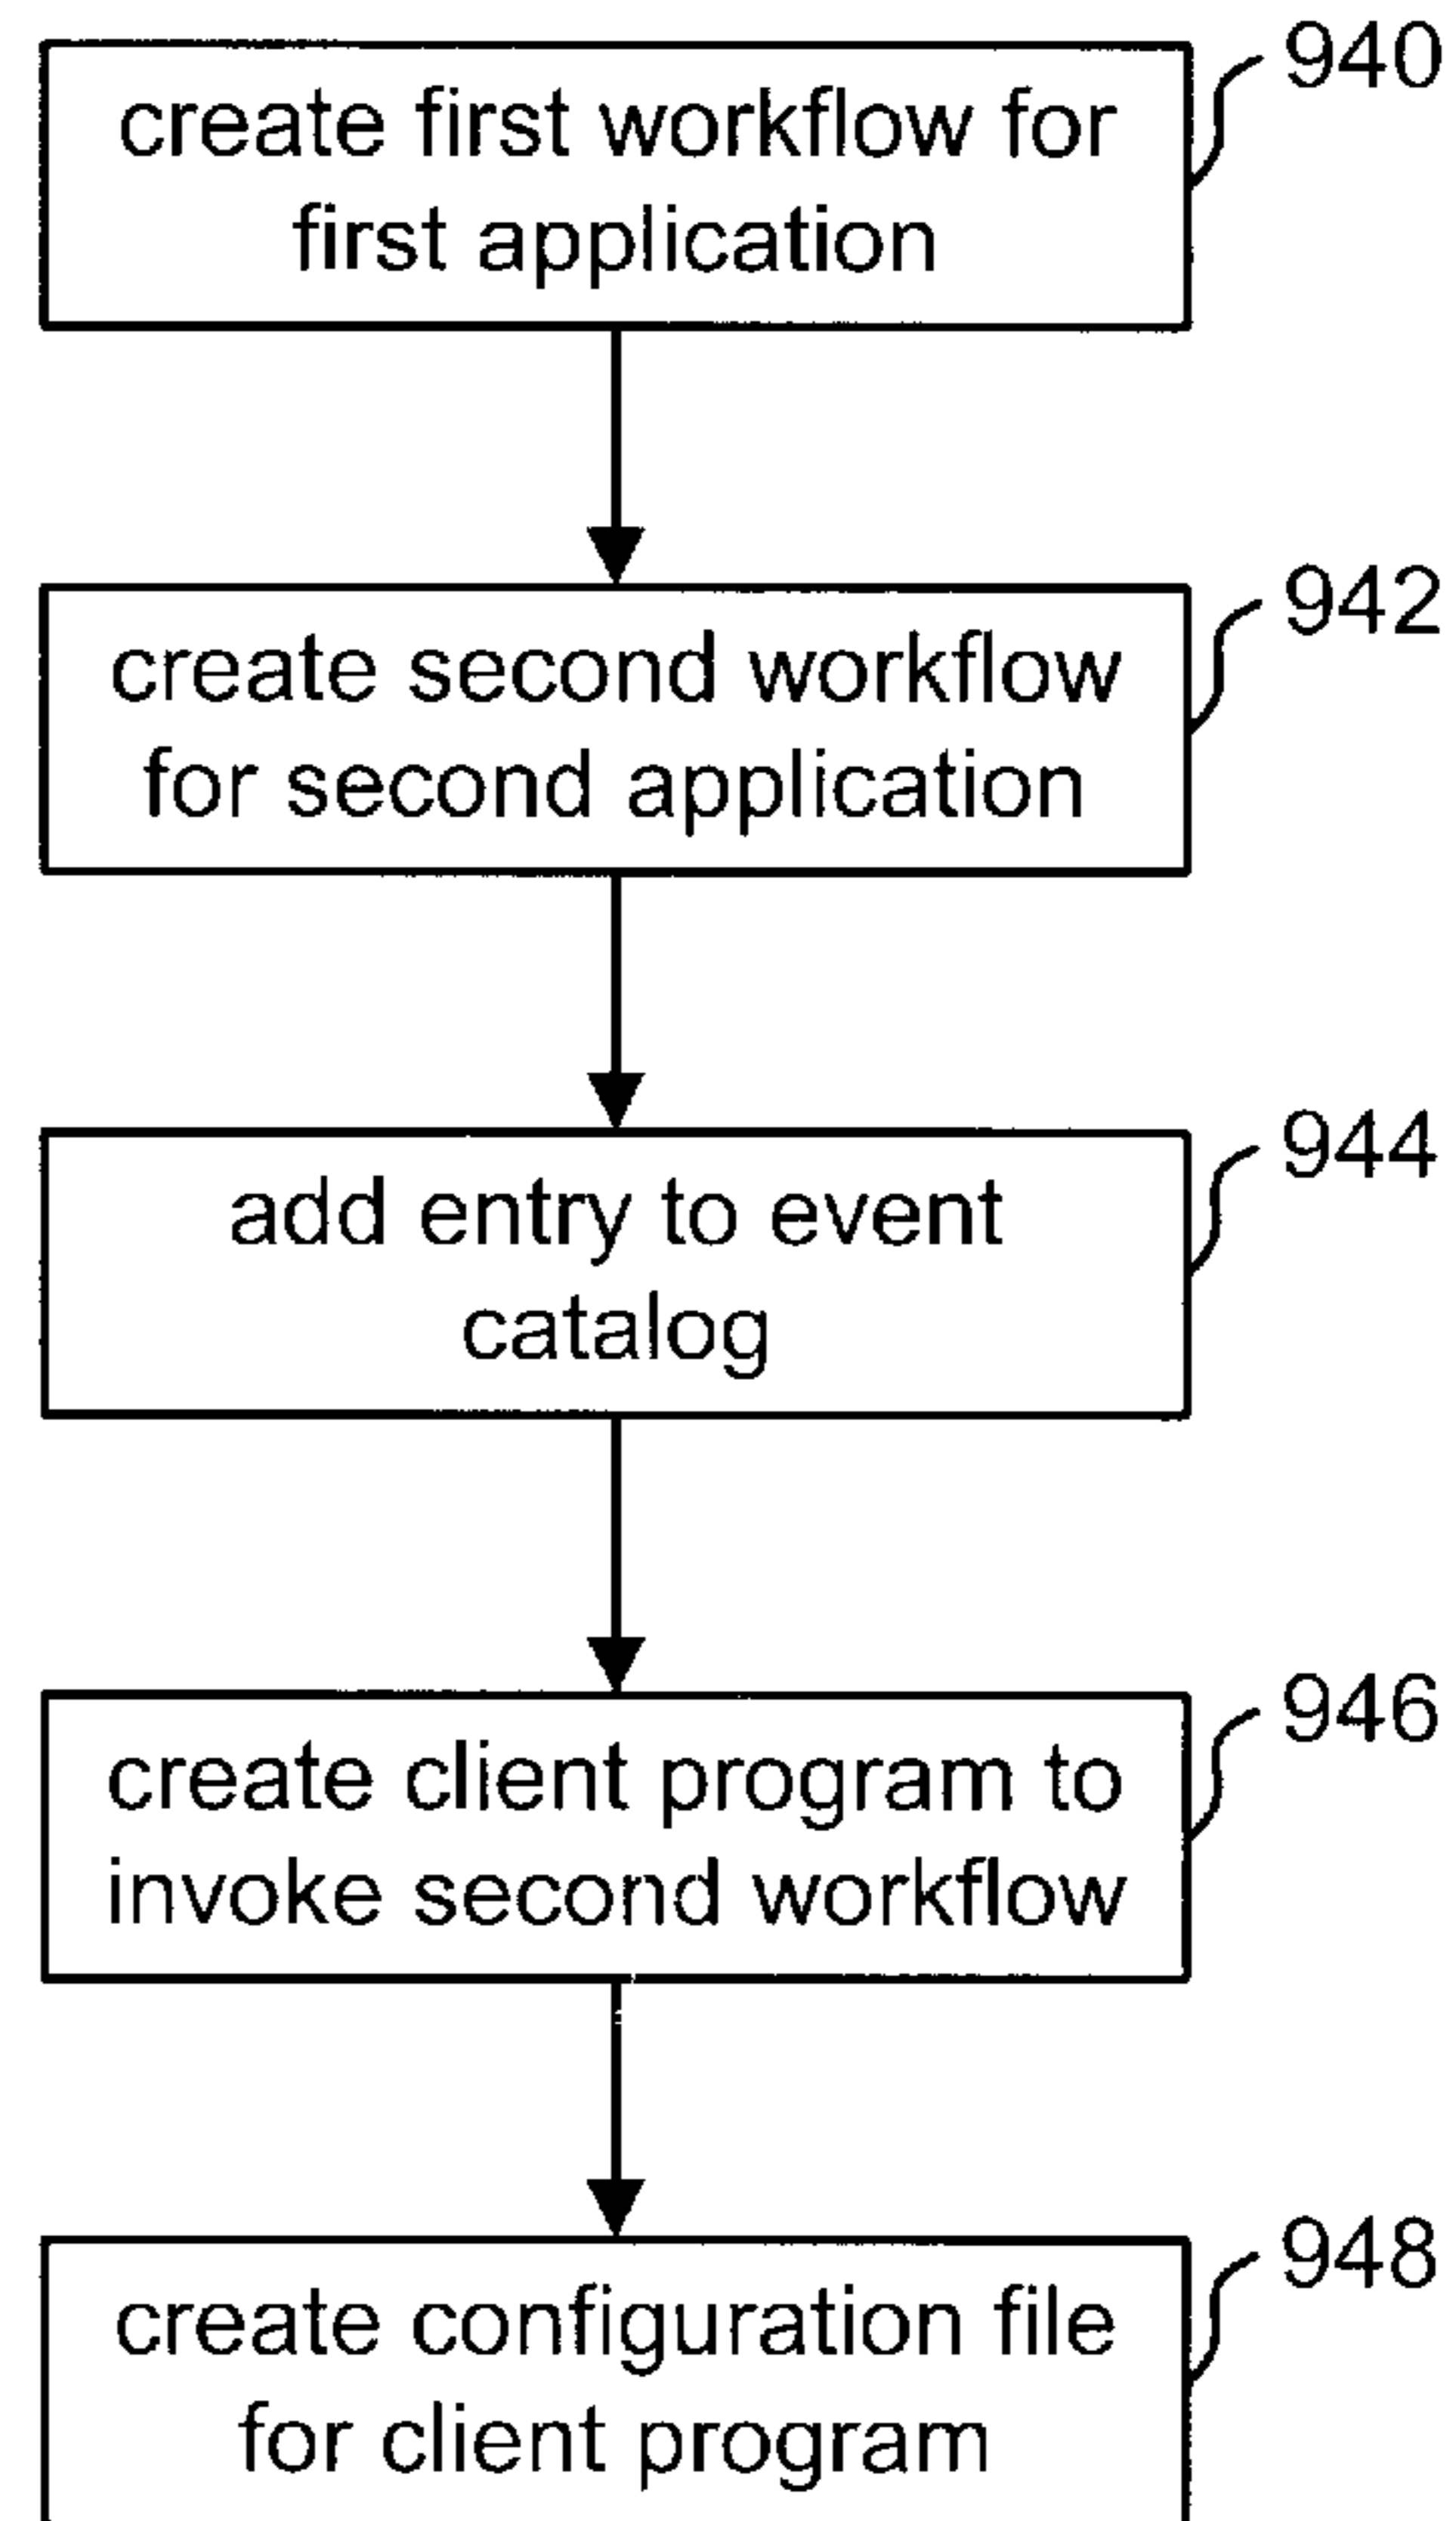 940
create first workflow for
first application
942
create second workflow
for second application
944
add entry to event
catalog
946
create client program to
invoke second workflow
948
create configuration file
for client program